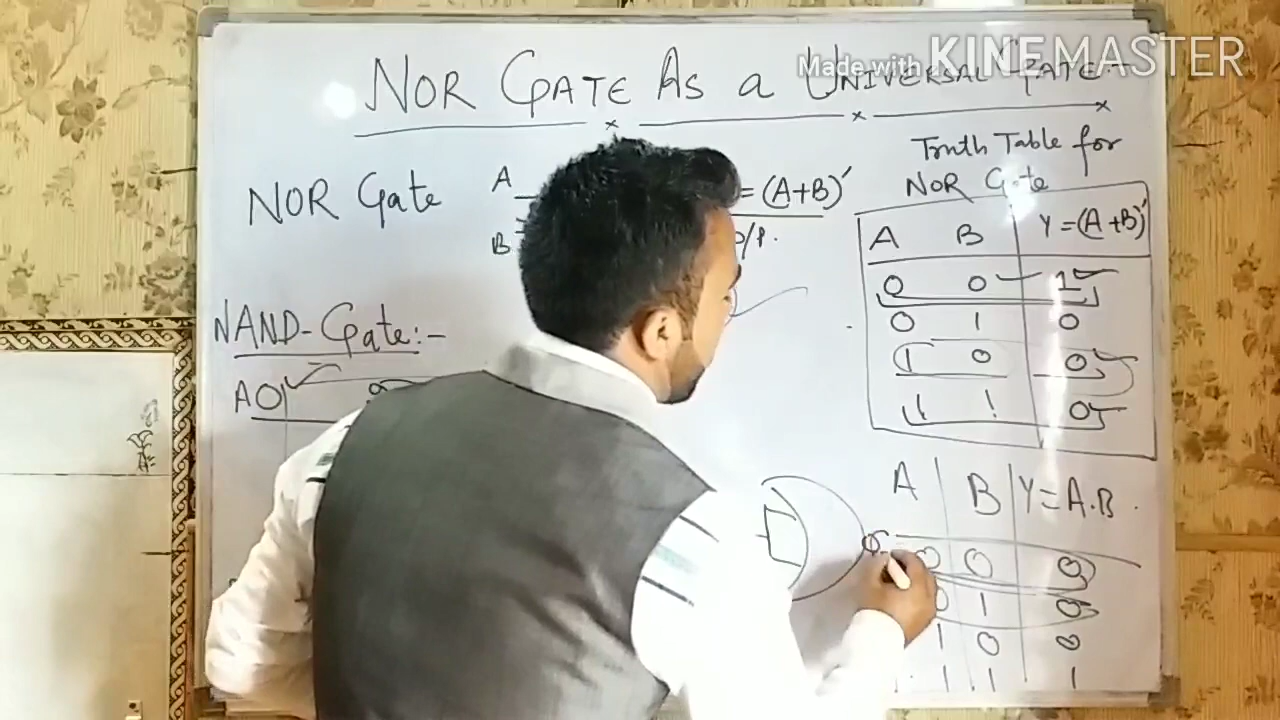 Made with KINEMASTER
NOR GATE AS a UNIVERSAL GATE:-
Truth Table for
NOR Gate
NOR Gate
A
= (A+B)′
B
O/P.
A B Y = (A+B)′
0 0 1
0 1 0
1 0 0
1 1 0
NAND-Gate:-
A 0
A B Y = A.B
0 0 0
0 1 0
1 0 0
1 1 1